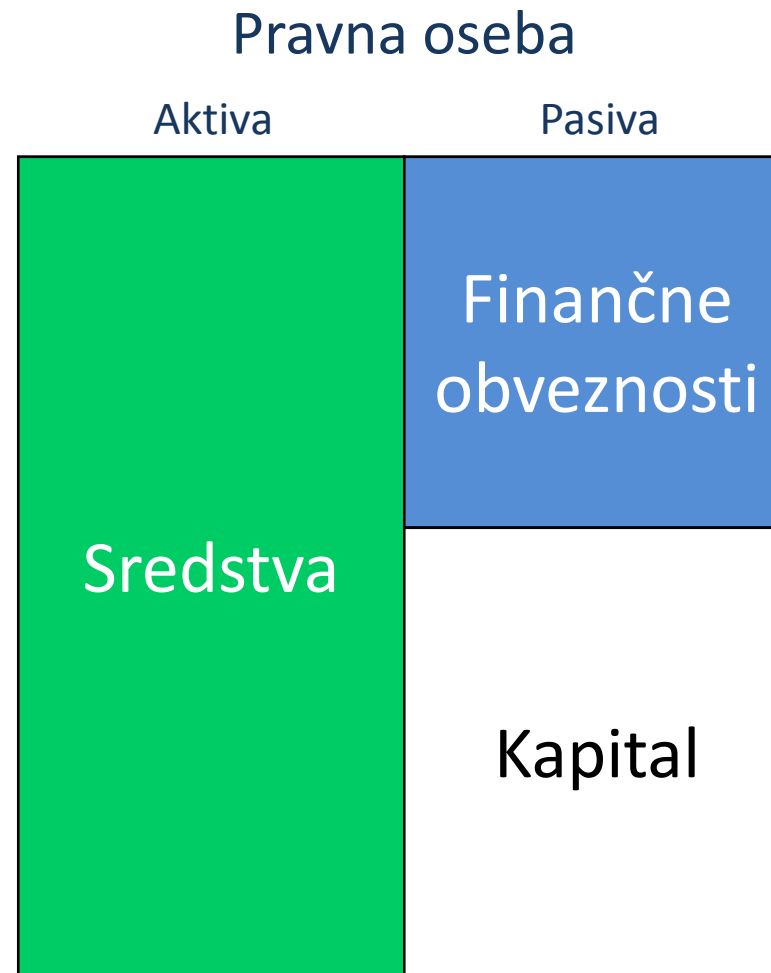 Pravna oseba
Aktiva
Pasiva
Finančne
obveznosti
Sredstva
Kapital